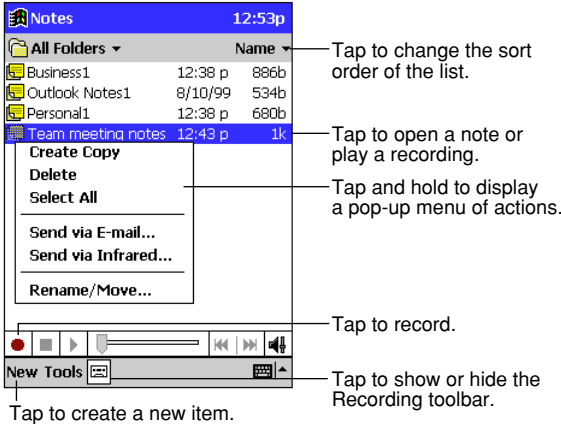 Notes 12:53p
All Folders Name
Tap to change the sort
order of the list.
Business1 12:38 p 886b
Outlook Notes1 8/10/99 534b
Personal1 12:38 p 680b
Team meeting notes 12:43 p 1k
Tap to open a note or
play a recording.
Create Copy
Delete
Select All
Tap and hold to display
a pop-up menu of actions.
Send via E-mail...
Send via Infrared...
Rename/Move...
Tap to record.
New Tools
Tap to show or hide the
Recording toolbar.
Tap to create a new item.